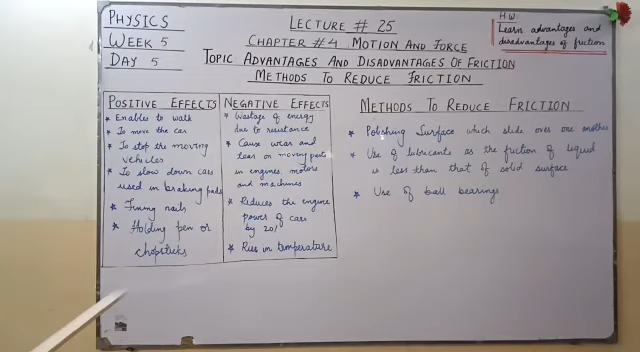 PHYSICS
WEEK 5
DAY 5
LECTURE # 25
CHAPTER #4 MOTION AND FORCE
TOPIC ADVANTAGES AND DISADVANTAGES OF FRICTION
METHODS TO REDUCE FRICTION
H.W
Learn advantages and
disadvantages of friction
POSITIVE EFFECTS
* Enables to walk
* To move the car
* To stop the moving
vehicles
* To slow down cars
used in braking pads
* Fixing nails
* Holding pen or
chopsticks
NEGATIVE EFFECTS
* Wastage of energy
due to resistance
* Cause wear and
tear on moving parts
in engines, motors
and machines
* Reduces the engine
power of cars
by 20%
* Rise in temperature
METHODS TO REDUCE FRICTION
* Polishing Surface which slide over one another
* Use of lubricants as the friction of liquid
is less than that of solid surface
* Use of ball bearings